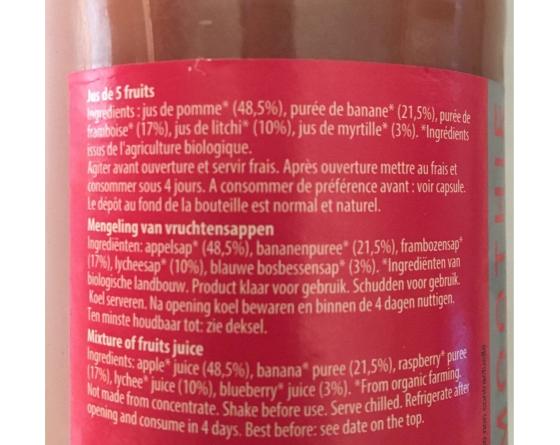 Jus de 5 fruits
Ingredients : jus de pomme* (48,5%), purée de banane* (21,5%), purée de
framboise* (17%), jus de litchi* (10%), jus de myrtille* (3%). *Ingrédients
issus de l'agriculture biologique.
Agiter avant ouverture et servir frais. Après ouverture mettre au frais et
consommer sous 4 jours. A consommer de préférence avant : voir capsule.
Le dépôt au fond de la bouteille est normal et naturel.
Mengeling van vruchtensappen
Ingrediënten: appelsap* (48,5%), bananenpuree* (21,5%), frambozensap*
(17%), lycheesap* (10%), blauwe bosbessensap* (3%). *Ingrediënten van
biologische landbouw. Product klaar voor gebruik. Schudden voor gebruik.
Koel serveren. Na opening koel bewaren en binnen de 4 dagen nuttigen.
Ten minste houdbaar tot: zie deksel.
Mixture of fruits juice
Ingredients: apple* juice (48,5%), banana* puree (21,5%), raspberry* puree
(17%), lychee* juice (10%), blueberry* juice (3%). *From organic farming.
Not made from concentrate. Shake before use. Serve chilled. Refrigerate after
opening and consume in 4 days. Best before: see date on the top.
non contractuelle